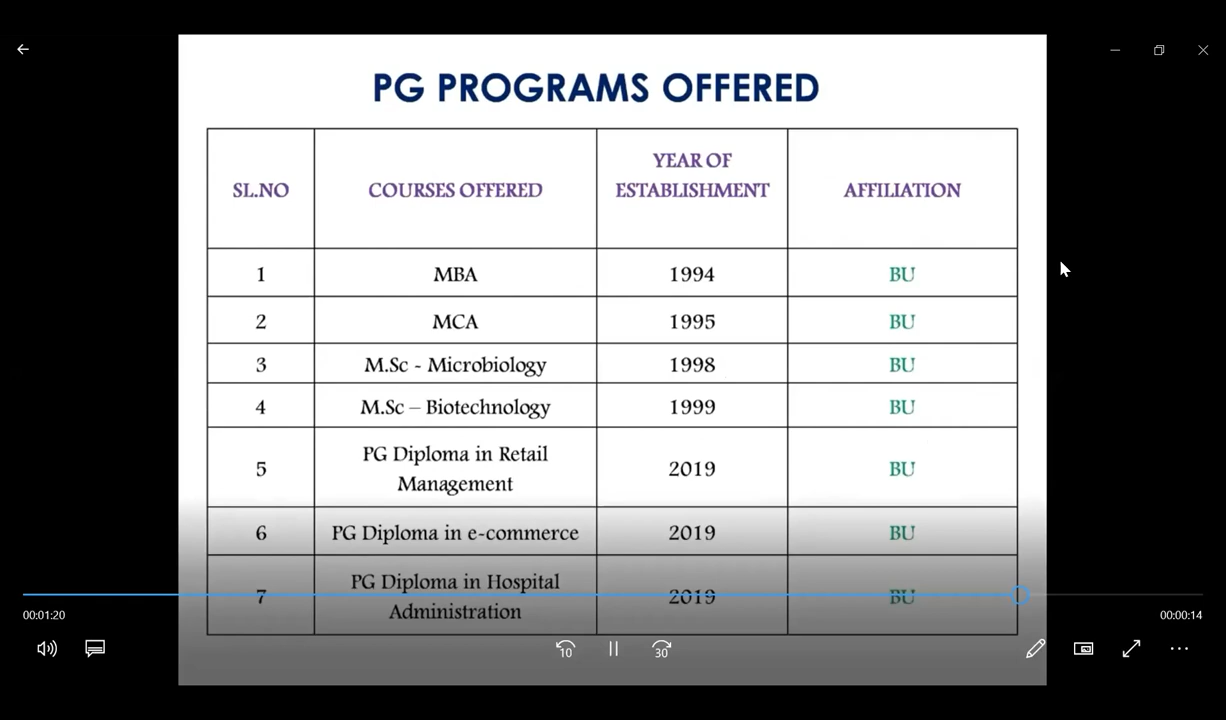 PG PROGRAMS OFFERED
SL.NO COURSES OFFERED YEAR OF ESTABLISHMENT AFFILIATION
1 MBA 1994 BU
2 MCA 1995 BU
3 M.Sc - Microbiology 1998 BU
4 M.Sc – Biotechnology 1999 BU
5 PG Diploma in Retail Management 2019 BU
6 PG Diploma in e-commerce 2019 BU
7 PG Diploma in Hospital Administration 2019 BU
00:01:20 00:00:14
10 30